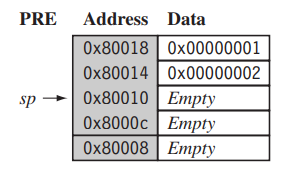 PRE Address Data
0x80018 0x00000001
0x80014 0x00000002
sp 0x80010 Empty
0x8000c Empty
0x80008 Empty